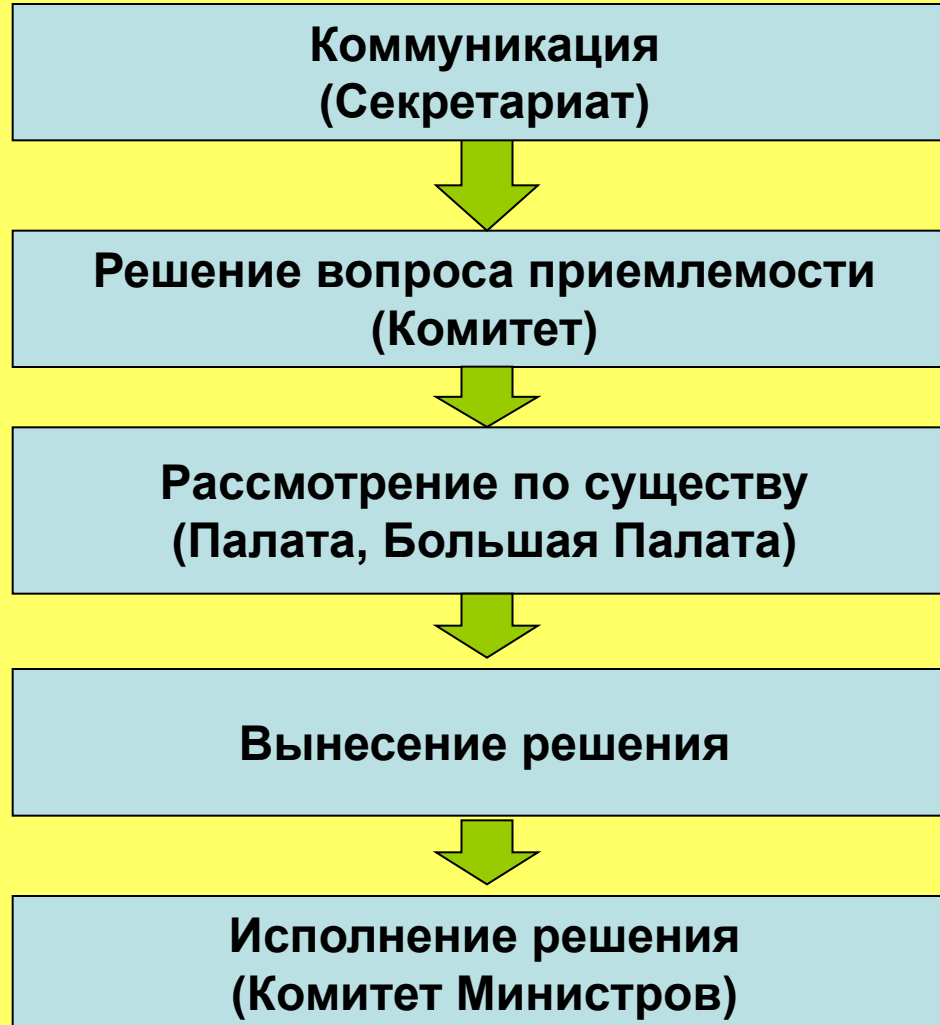 Коммуникация
(Секретариат)
Решение вопроса приемлемости
(Комитет)
Рассмотрение по существу
(Палата, Большая Палата)
Вынесение решения
Исполнение решения
(Комитет Министров)